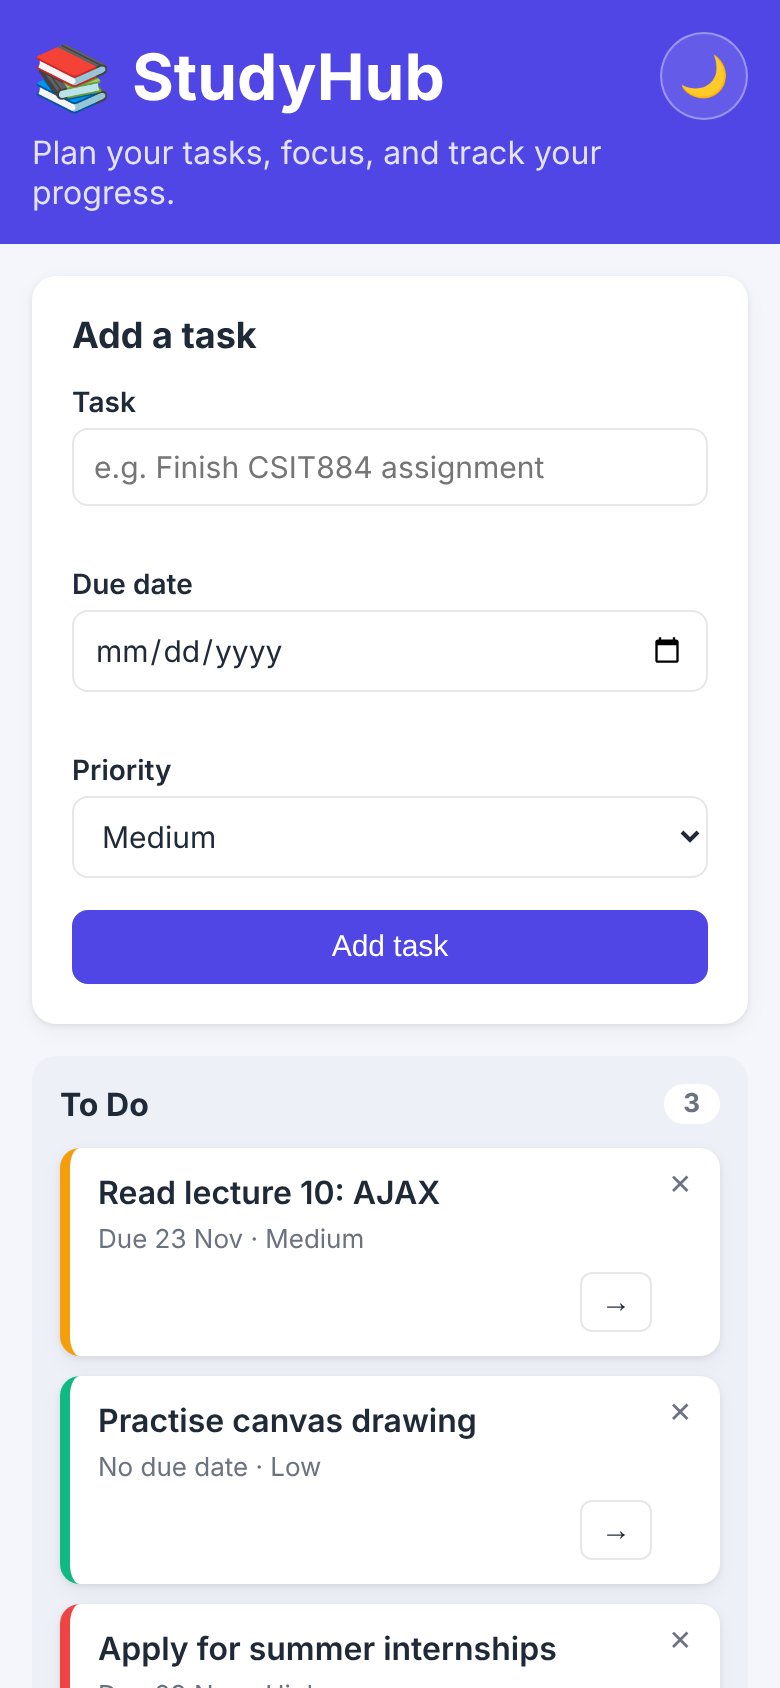 StudyHub
Plan your tasks, focus, and track your
progress.
Add a task
Task
e.g. Finish CSIT884 assignment
Due date
mm/dd/yyyy
Priority
Medium
Add task
To Do
3
Read lecture 10: AJAX
×
Due 23 Nov · Medium
→
Practise canvas drawing
×
No due date · Low
→
Apply for summer internships
×